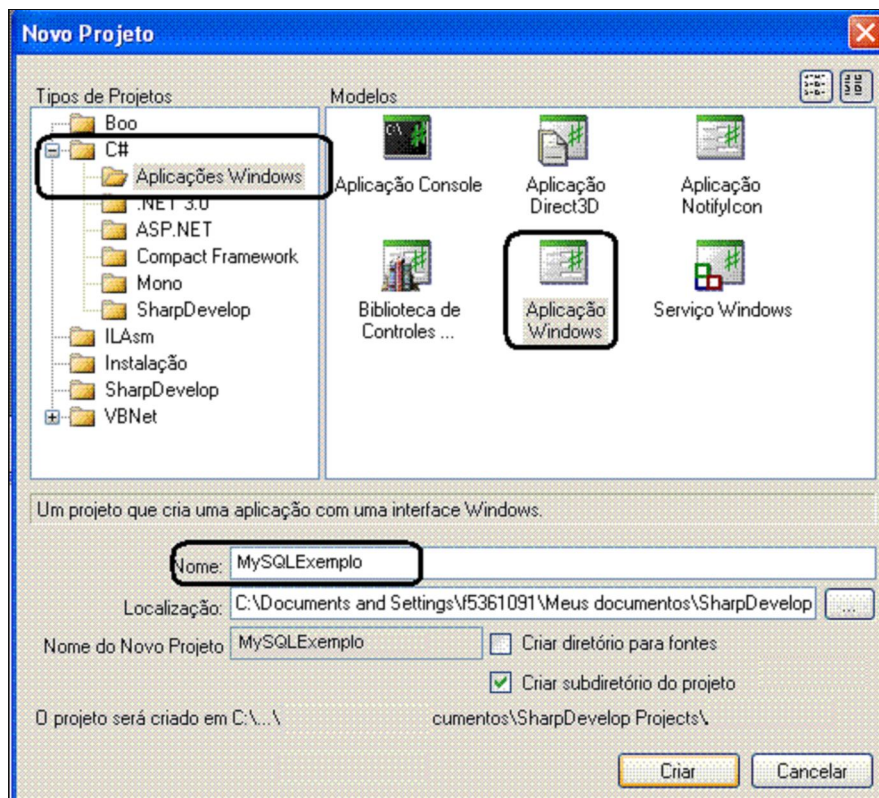 Novo Projeto
Tipos de Projetos
Modelos
Boo
C#
Aplicações Windows
.NET 3.0
ASP.NET
Compact Framework
Mono
SharpDevelop
ILAsm
Instalação
SharpDevelop
VBNet
Aplicação Console
Aplicação
Direct3D
Aplicação
NotifyIcon
Biblioteca de
Controles ...
Aplicação
Windows
Serviço Windows
Um projeto que cria uma aplicação com uma interface Windows.
Nome: MySQLExemplo
Localização: C:\Documents and Settings\f5361091\Meus documentos\SharpDevelop ...
Nome do Novo Projeto MySQLExemplo Criar diretório para fontes
Criar subdiretório do projeto
O projeto será criado em C:\...\ cumentos\SharpDevelop Projects\.
Criar Cancelar